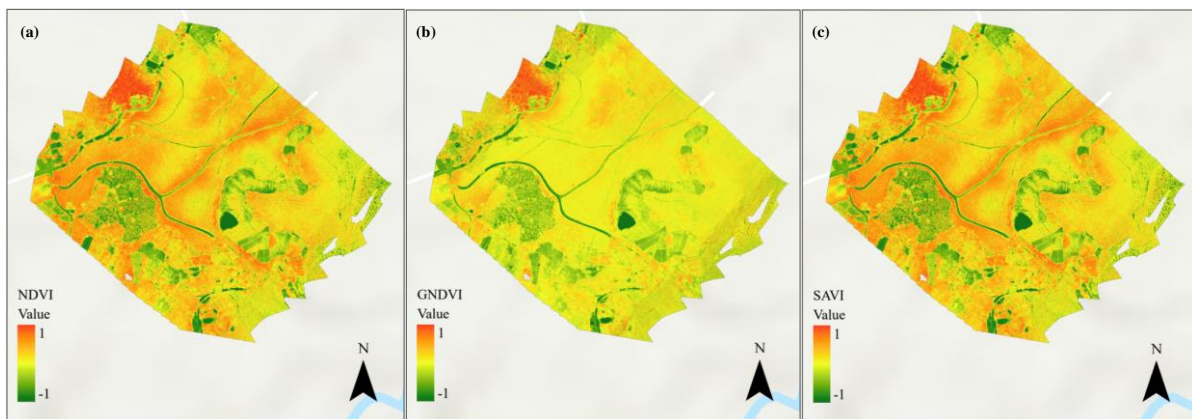 (a)
NDVI
Value
1
-1
N
(b)
GNDVI
Value
1
-1
N
(c)
SAVI
Value
1
-1
N